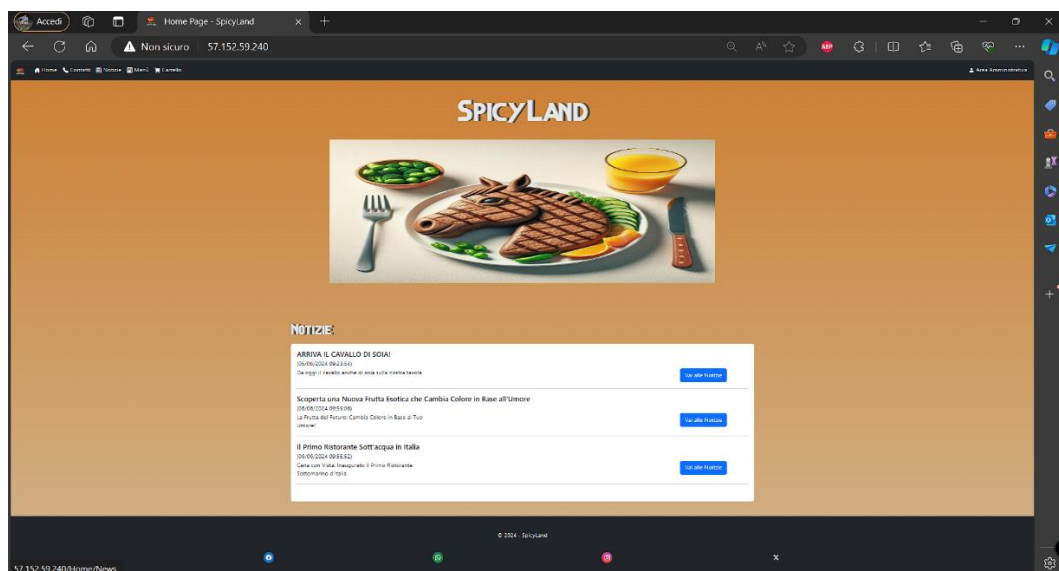 Accedi
Home Page - SpicyLand
Non sicuro 57.152.59.240
Home Contatti Notizie Menù Carrello
Area Amministrativa
SPICYLAND
NOTIZIE:
ARRIVA IL CAVALLO DI SOIA!
(06/06/2024 09:23:54)
Da oggi il cavallo anche di soia sulla nostra tavola
Vai alle Notizie
Scoperta una Nuova Frutta Esotica che Cambia Colore in Base all'Umore
(06/06/2024 09:55:06)
La Frutta del Futuro: Cambia Colore in Base al Tuo
Umore!
Vai alle Notizie
Il Primo Ristorante Sott'acqua in Italia
(06/06/2024 09:55:52)
Cena con Vista: Inaugurato il Primo Ristorante
Sottomarino d'Italia
Vai alle Notizie
© 2024 - SpicyLand
57.152.59.240/Home/News